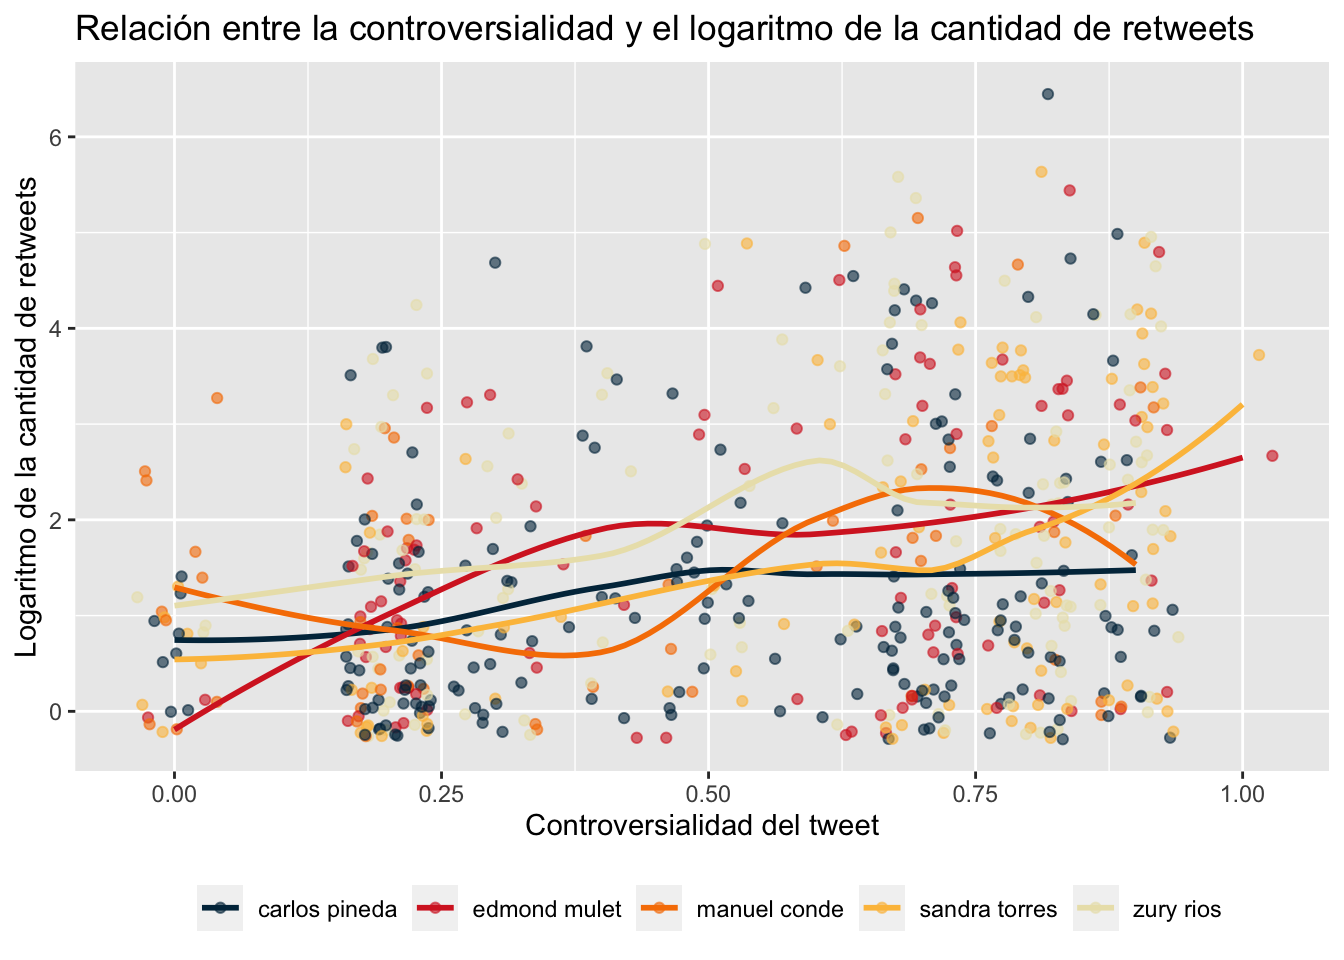 Relación entre la controversialidad y el logaritmo de la cantidad de retweets
Logaritmo de la cantidad de retweets
6
4
2
0
0.00 0.25 0.50 0.75 1.00
Controversialidad del tweet
carlos pineda edmond mulet manuel conde sandra torres zury rios